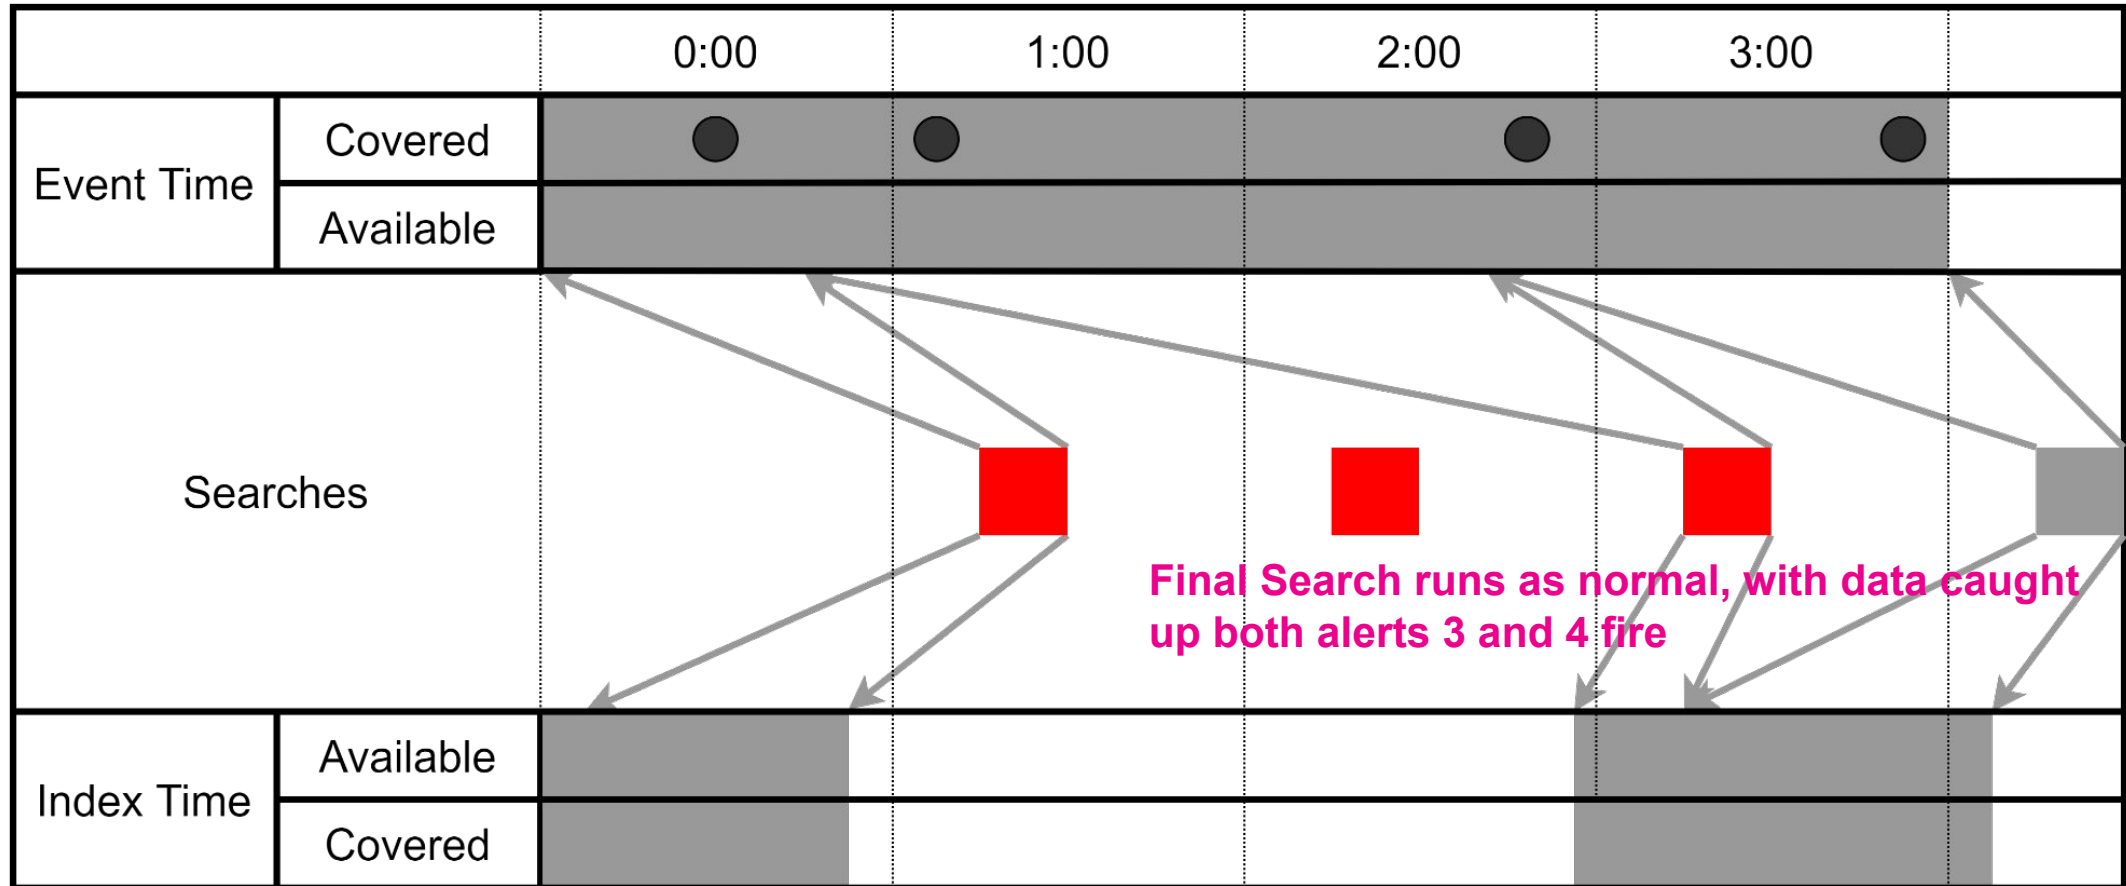 0:00 1:00 2:00 3:00
Event Time
Covered
Available
Searches
Final Search runs as normal, with data caught
up both alerts 3 and 4 fire
Index Time
Available
Covered